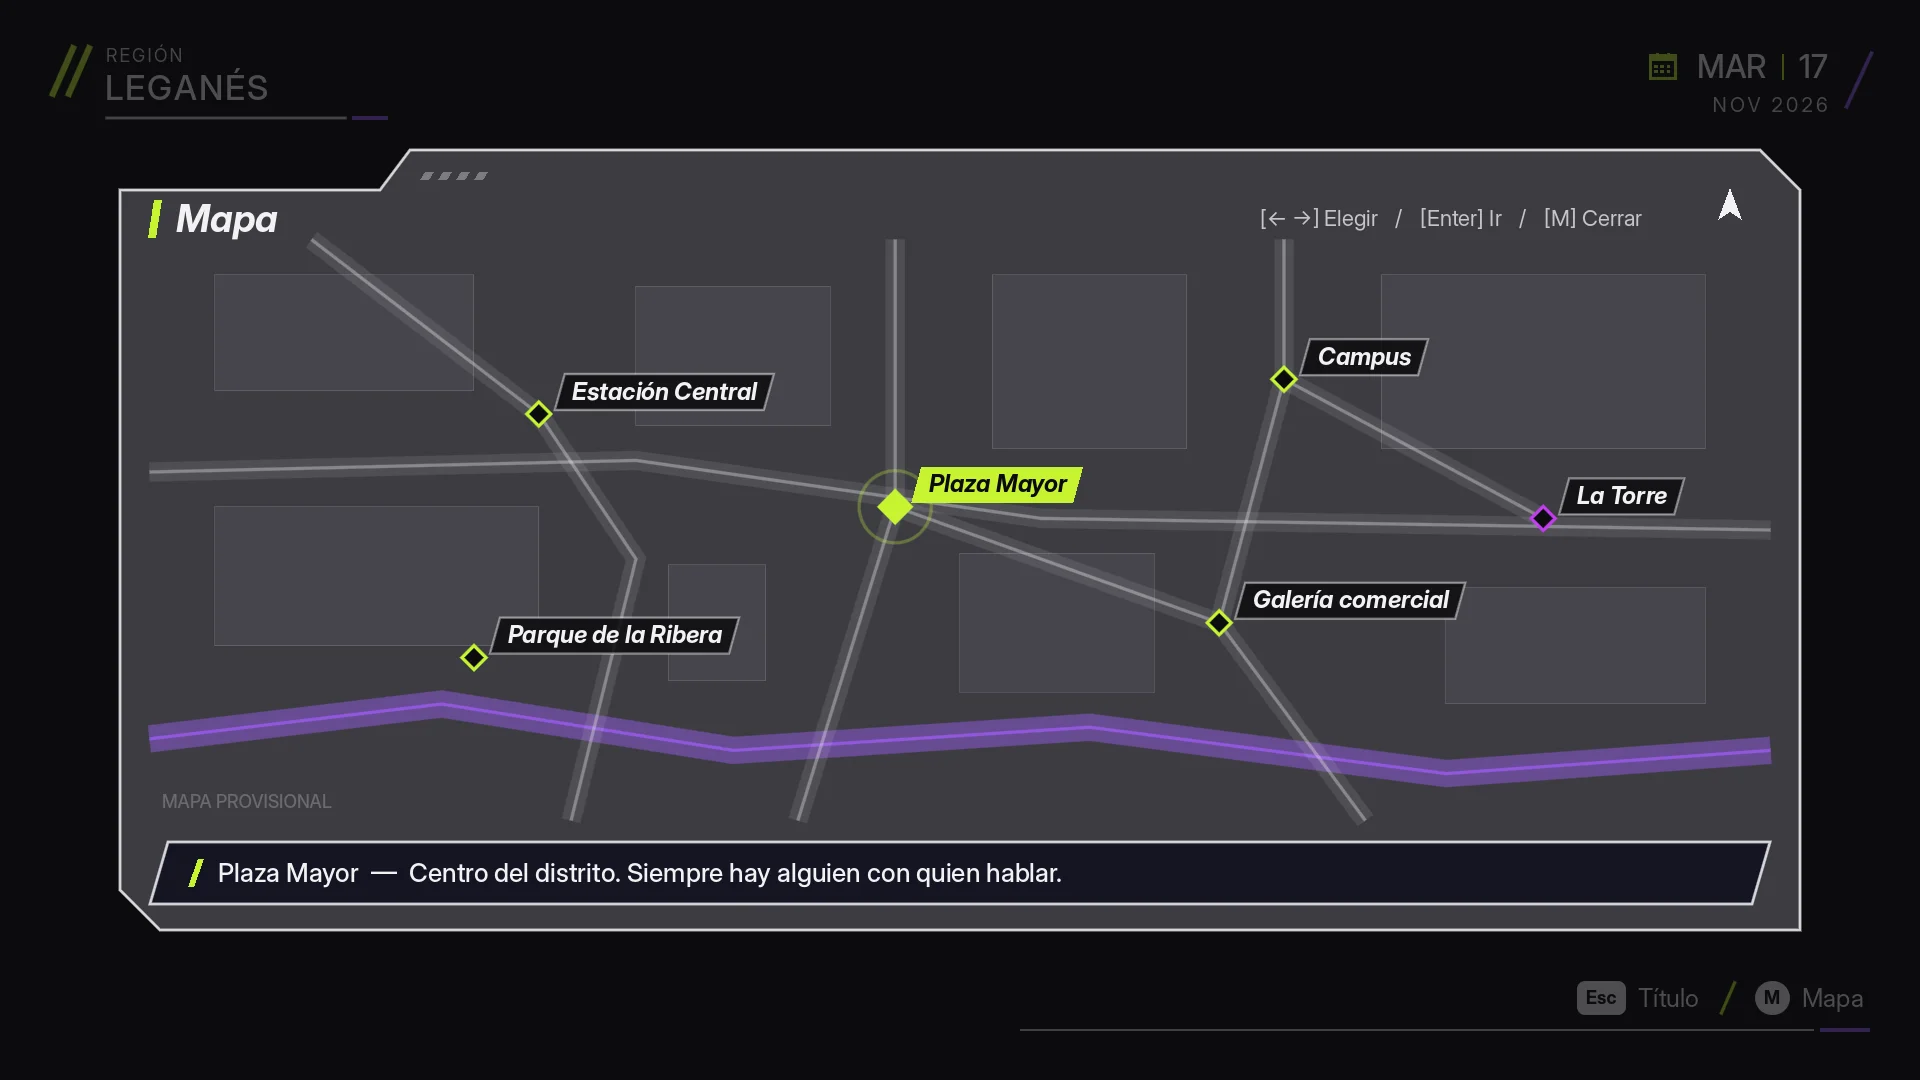 REGIÓN
LEGANÉS
MAR | 17
NOV 2026
Mapa
[← →] Elegir / [Enter] Ir / [M] Cerrar
Campus
Estación Central
Plaza Mayor
La Torre
Galería comercial
Parque de la Ribera
MAPA PROVISIONAL
Plaza Mayor — Centro del distrito. Siempre hay alguien con quien hablar.
Esc Título / M Mapa